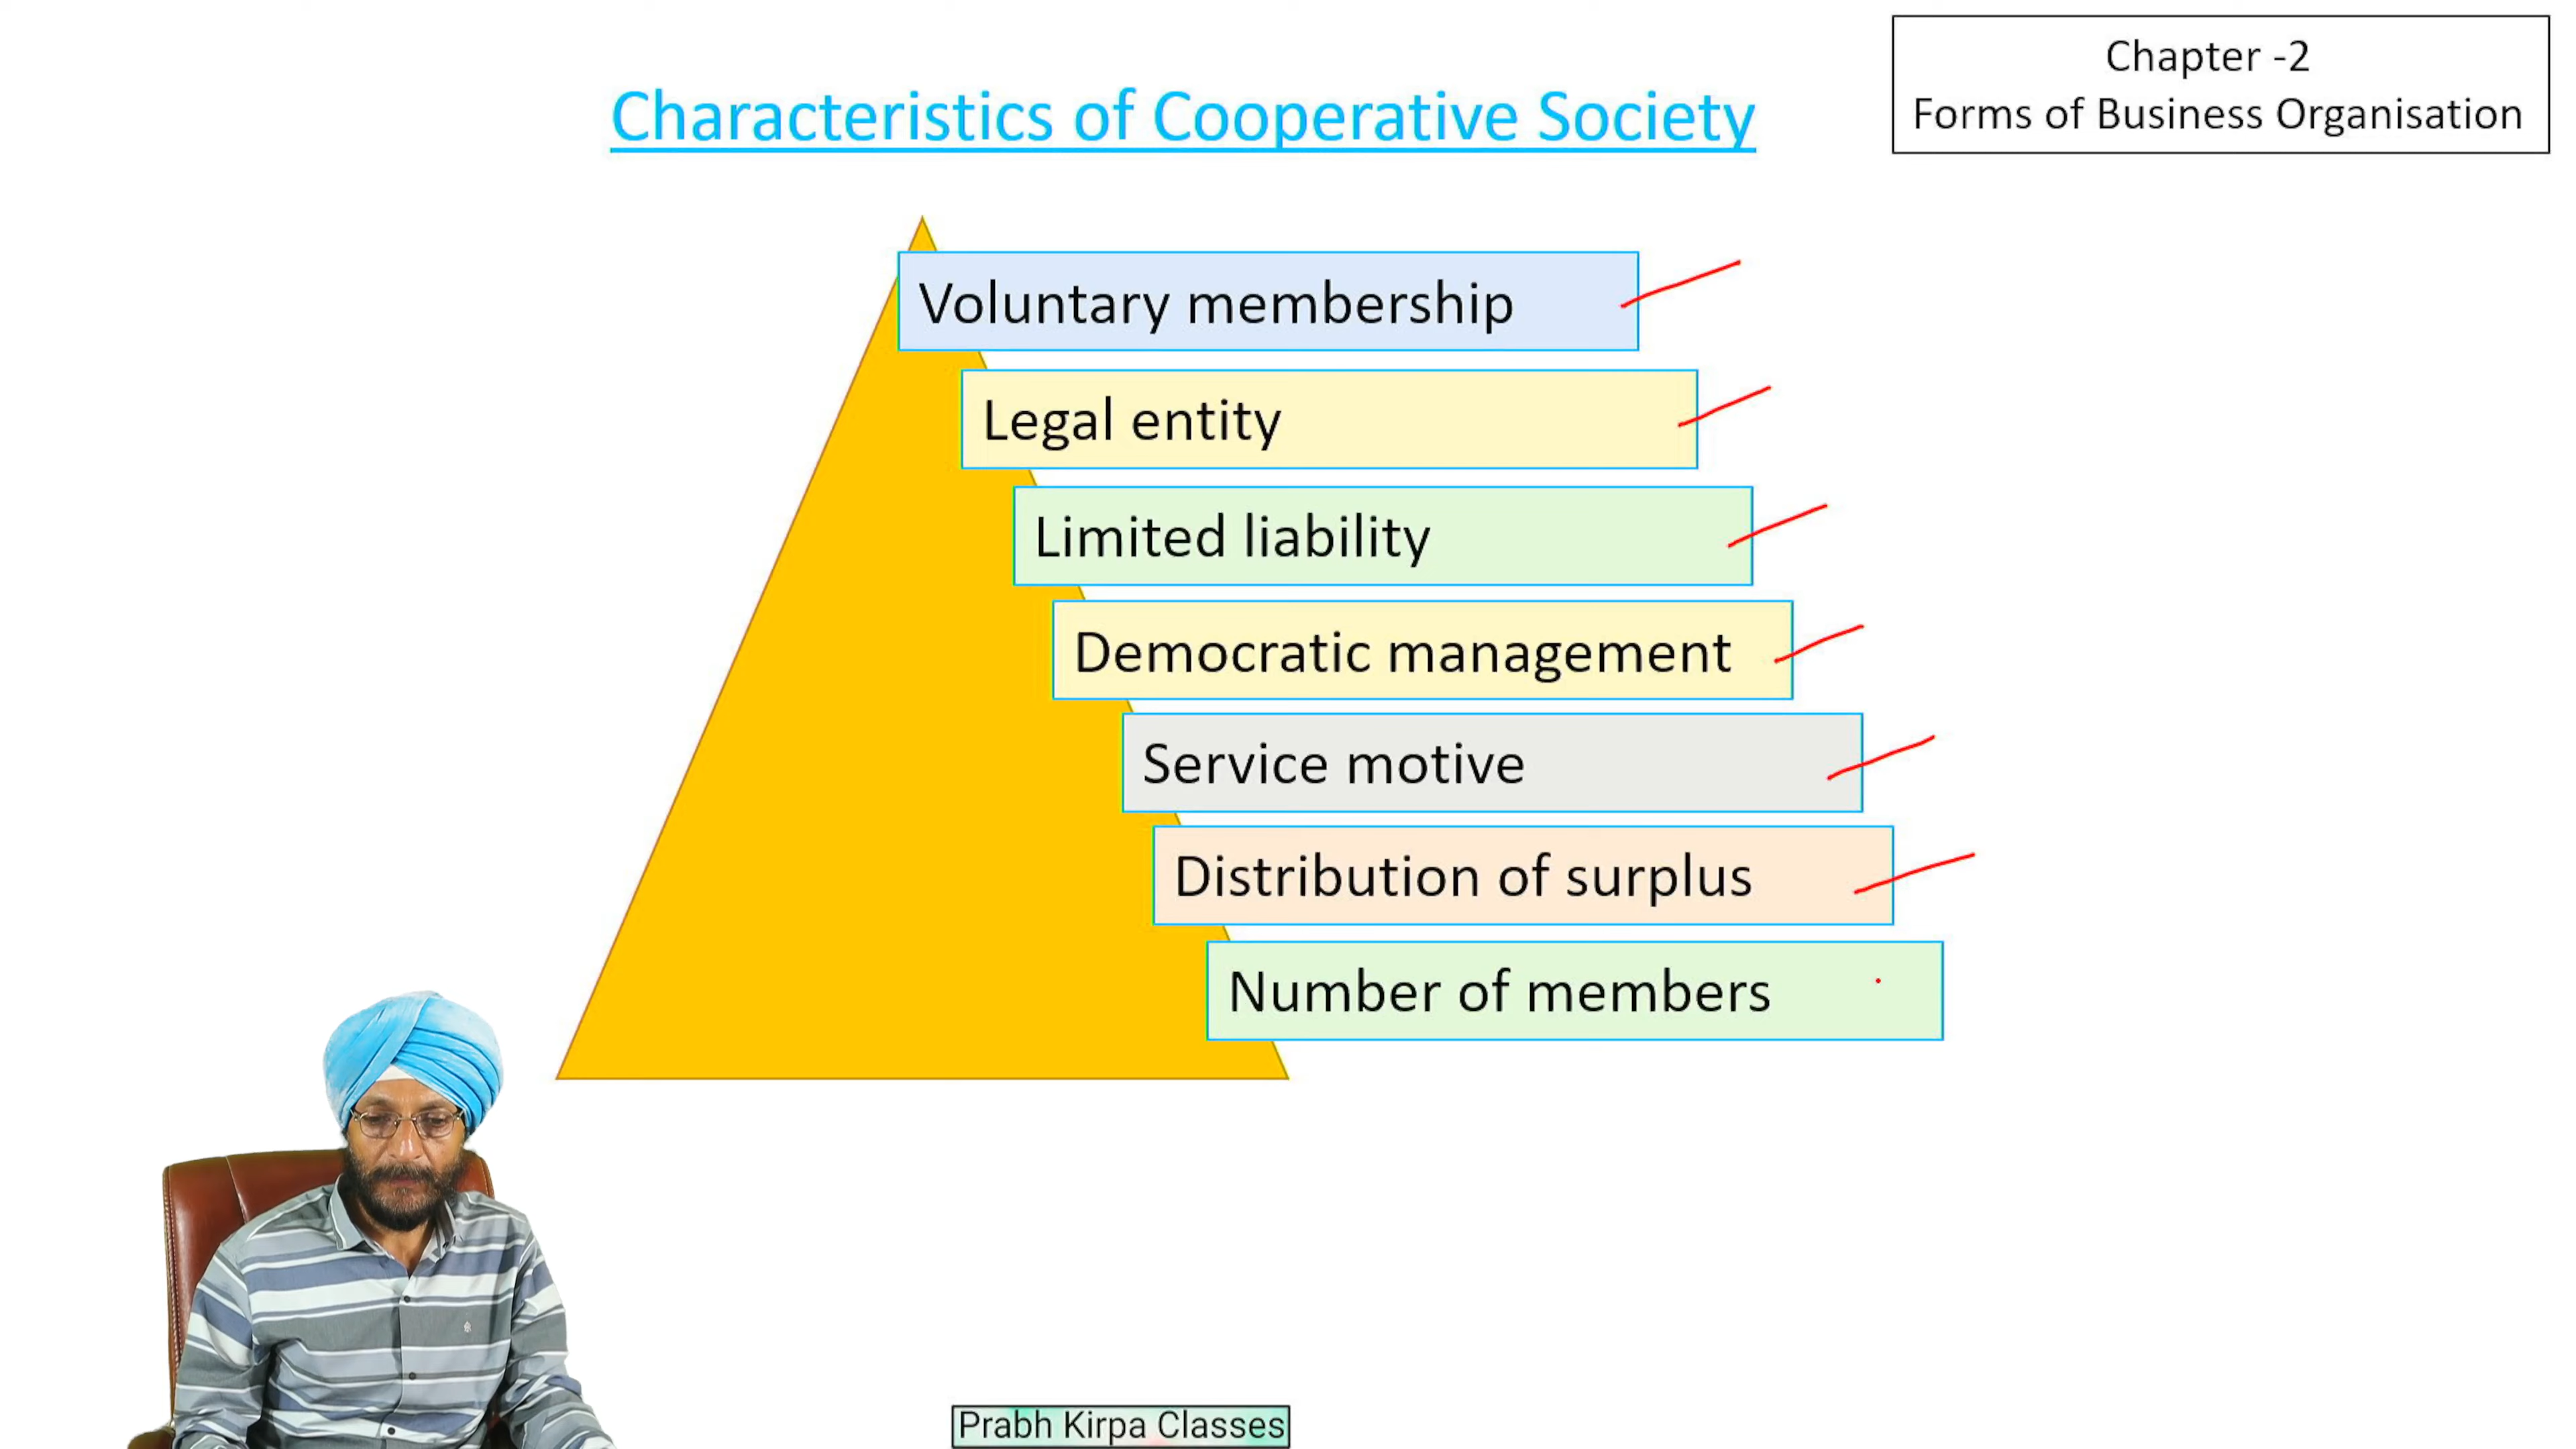 Chapter -2
Forms of Business Organisation
Characteristics of Cooperative Society
Voluntary membership
Legal entity
Limited liability
Democratic management
Service motive
Distribution of surplus
Number of members
Prabh Kirpa Classes